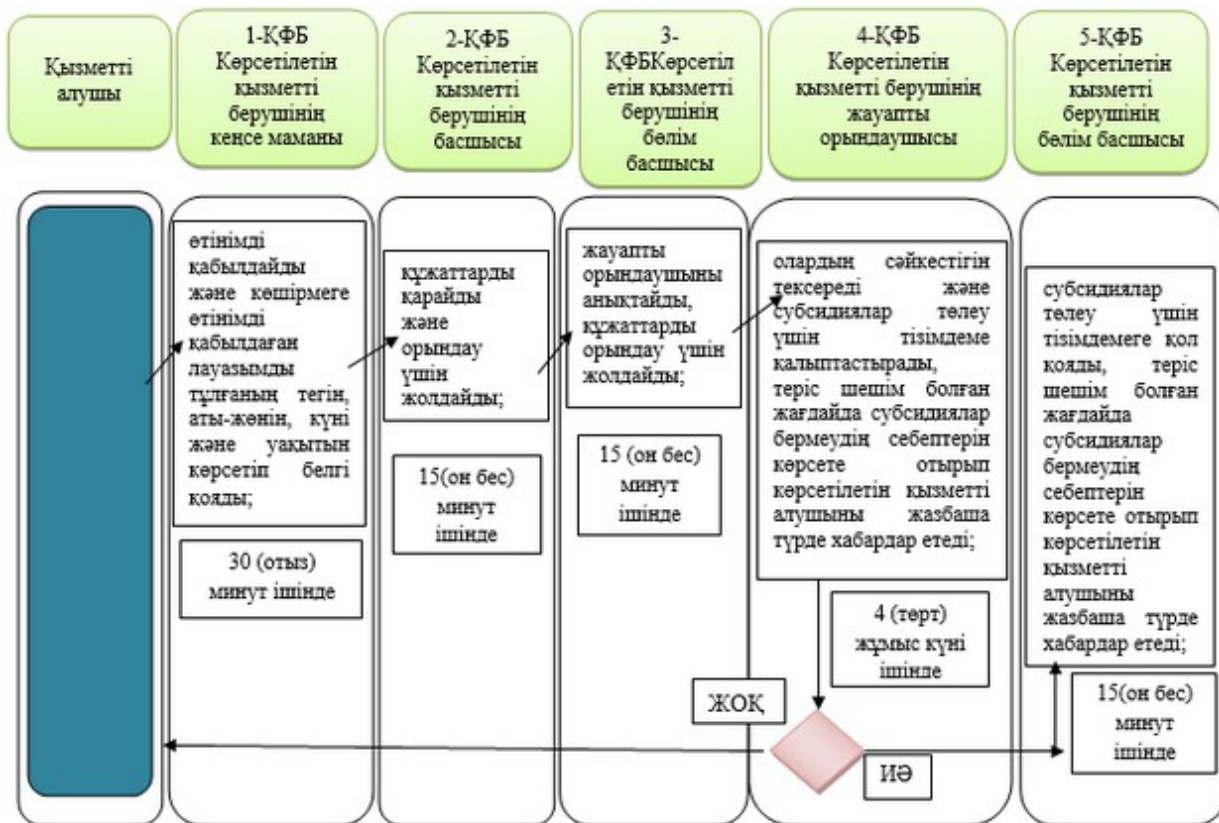 Қызметті
алушы
1-ҚФБ
Көрсетілетін
қызметті
берушінің
кеңсе маманы
2-ҚФБ
Көрсетілетін
қызметті
берушінің
басшысы
3-
ҚФБКөрсетіл
етін қызметті
берушінің
бөлім
басшысы
4-ҚФБ
Көрсетілетін
қызметті берушінің
жауапты
орындаушысы
5-ҚФБ
Көрсетілетін
қызметті
берушінің
бөлім басшысы
өтінімді
қабылдайды
және көшірмеге
өтінімді
қабылдаған
лауазымды
тұлғаның тегін,
аты-жөнін, күні
және уақытын
көрсетіп белгі
қояды;
30 (отыз)
минут ішінде
құжаттарды
қарайды
және
орындау
үшін
жолдайды;
15(он бес)
минут
ішінде
жауапты
орындаушыны
анықтайды,
құжаттарды
орындау үшін
жолдайды;
15 (он бес)
минут
ішінде
олардың сәйкестігін
тексереді және
субсидиялар төлеу
үшін тізімдеме
қалыптастырады,
теріс шешім болған
жағдайда субсидиялар
бермеудің себептерін
көрсете отырып
көрсетілетін қызметті
алушыны жазбаша
түрде хабардар етеді;
4 (төрт)
жұмыс күні
ішінде
ЖОҚ
ИӘ
субсидиялар
төлеу үшін
тізімдемеге қол
қояды, теріс
шешім болған
жағдайда
субсидиялар
бермеудің
себептерін
көрсете отырып
көрсетілетін
қызметті
алушыны
жазбаша түрде
хабардар етеді;
15(он бес)
минут
ішінде